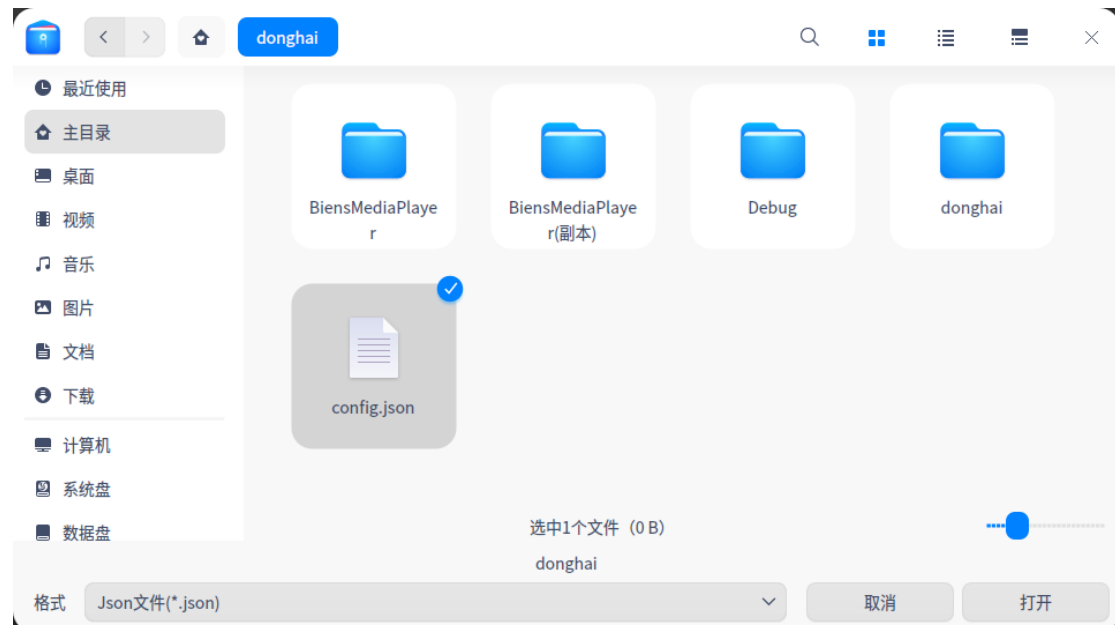 donghai
最近使用
主目录
桌面
视频
音乐
图片
文档
下载
计算机
系统盘
数据盘
BiensMediaPlaye
r
BiensMediaPlaye
r(副本)
Debug
donghai
config.json
选中1个文件（0 B）
donghai
格式
Json文件(*.json)
取消
打开